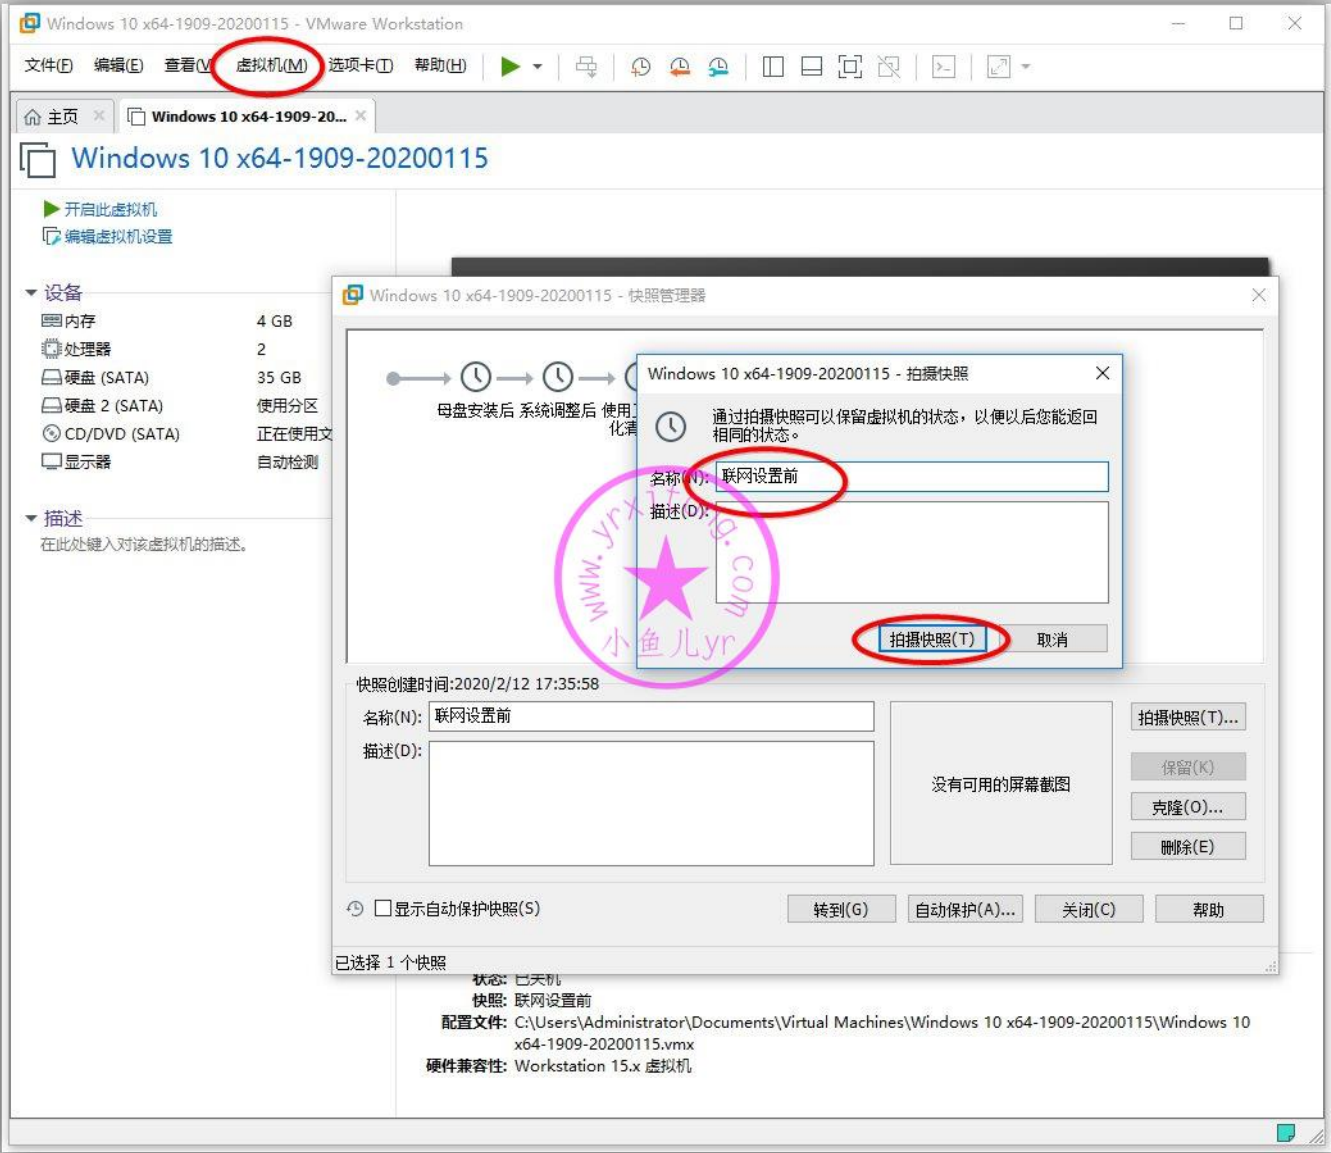 Windows 10 x64-1909-20200115 - VMware Workstation
文件(F) 编辑(E) 查看(V 虚拟机(M) 选项卡(T) 帮助(H)
主页 Windows 10 x64-1909-20...
Windows 10 x64-1909-20200115
开启此虚拟机
编辑虚拟机设置
设备
内存 4 GB
处理器 2
硬盘 (SATA) 35 GB
硬盘 2 (SATA) 使用分区
CD/DVD (SATA) 正在使用文
显示器 自动检测
描述
在此处键入对该虚拟机的描述。
Windows 10 x64-1909-20200115 - 快照管理器
母盘安装后 系统调整后 使用
化清
Windows 10 x64-1909-20200115 - 拍摄快照
通过拍摄快照可以保留虚拟机的状态，以便以后您能返回
相同的状态。
名称(N): 联网设置前
描述(D):
拍摄快照(T) 取消
www.yrxitong.com
小鱼儿yr
快照创建时间:2020/2/12 17:35:58
名称(N): 联网设置前
描述(D):
没有可用的屏幕截图
拍摄快照(T)...
保留(K)
克隆(O)...
删除(E)
显示自动保护快照(S)
转到(G) 自动保护(A)... 关闭(C) 帮助
已选择 1 个快照
状态: 已关机
快照: 联网设置前
配置文件: C:\Users\Administrator\Documents\Virtual Machines\Windows 10 x64-1909-20200115\Windows 10
x64-1909-20200115.vmx
硬件兼容性: Workstation 15.x 虚拟机